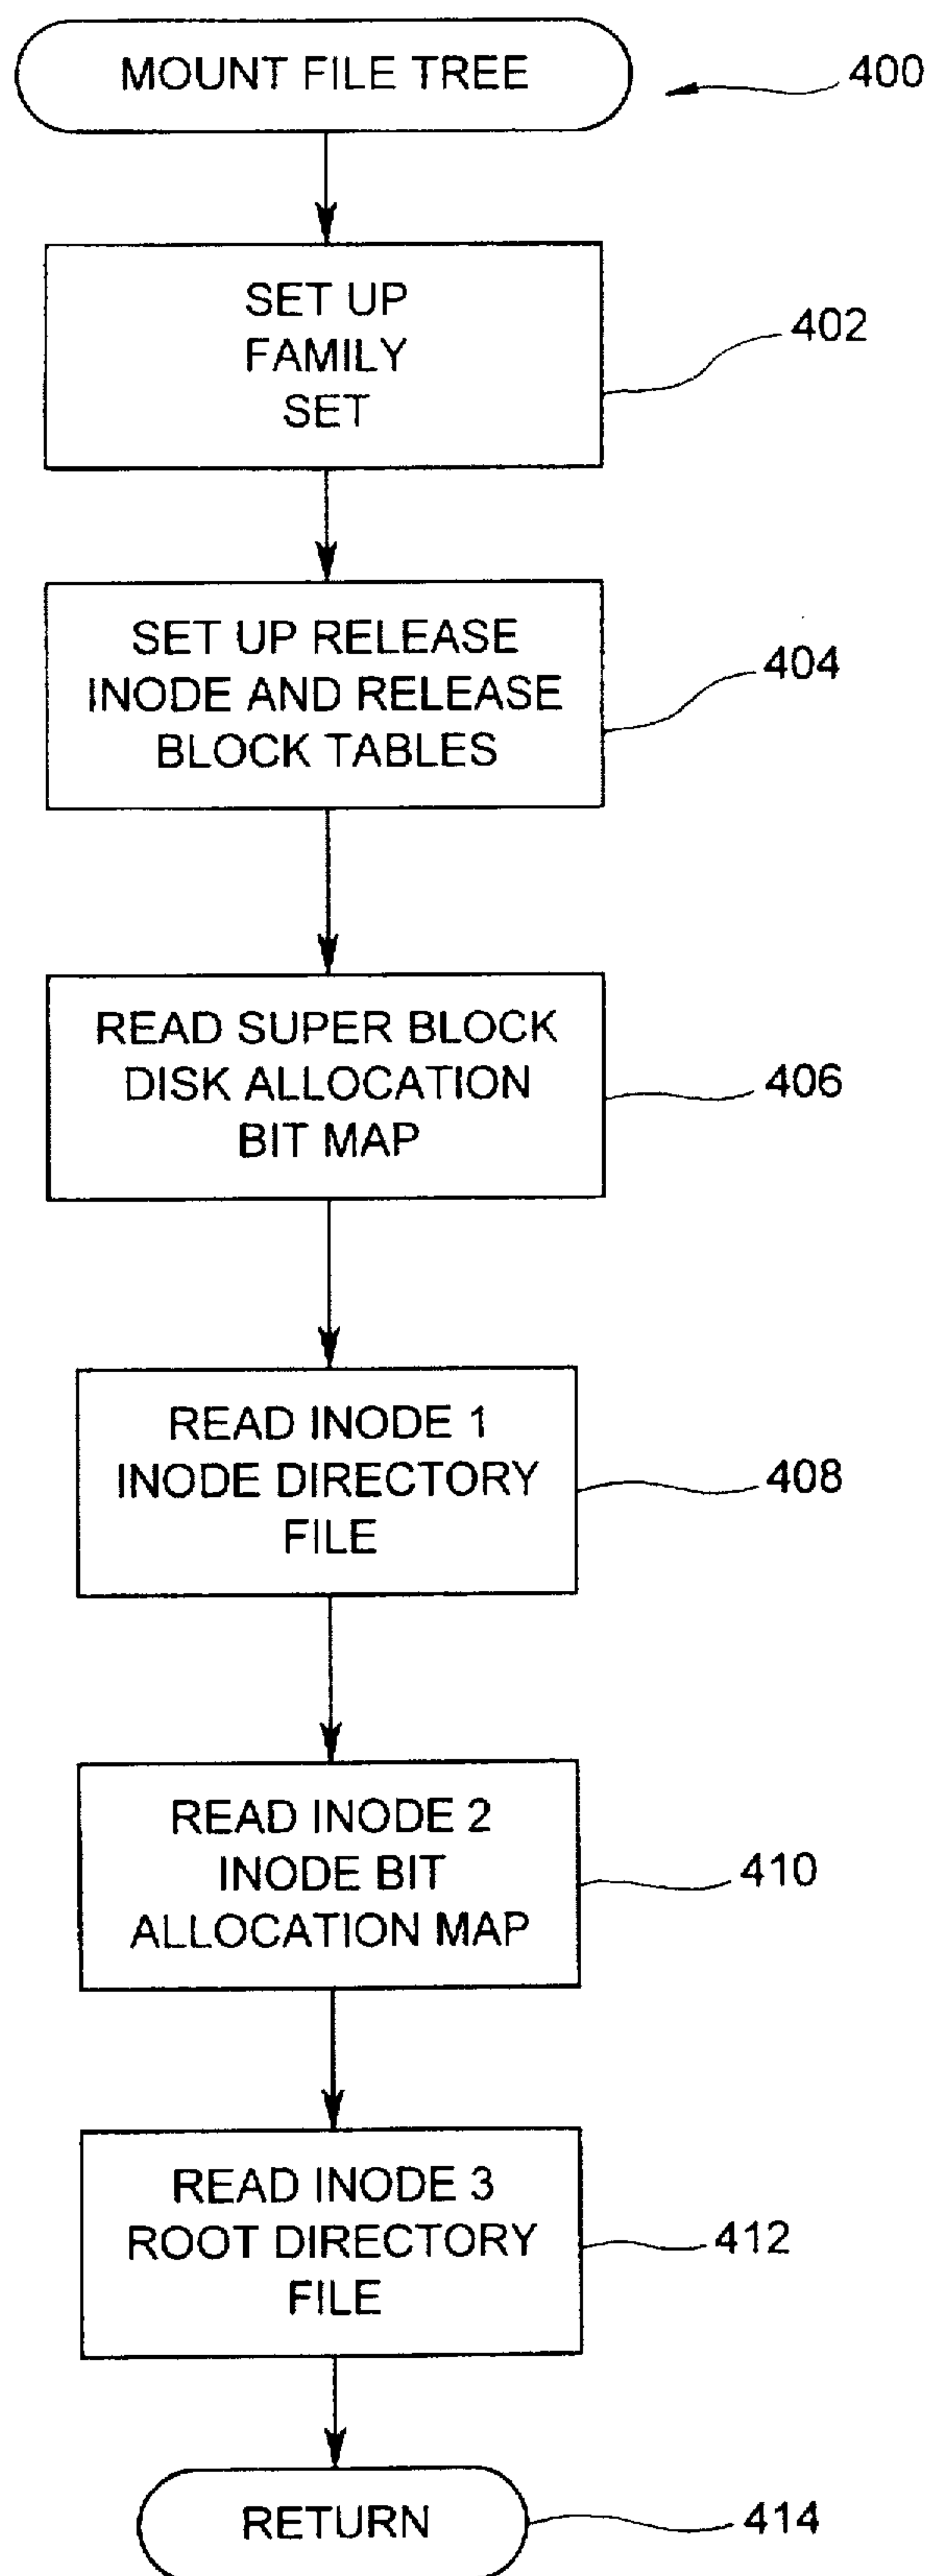 MOUNT FILE TREE
400
SET UP
FAMILY
SET
402
SET UP RELEASE
INODE AND RELEASE
BLOCK TABLES
404
READ SUPER BLOCK
DISK ALLOCATION
BIT MAP
406
READ INODE 1
INODE DIRECTORY
FILE
408
READ INODE 2
INODE BIT
ALLOCATION MAP
410
READ INODE 3
ROOT DIRECTORY
FILE
412
RETURN
414